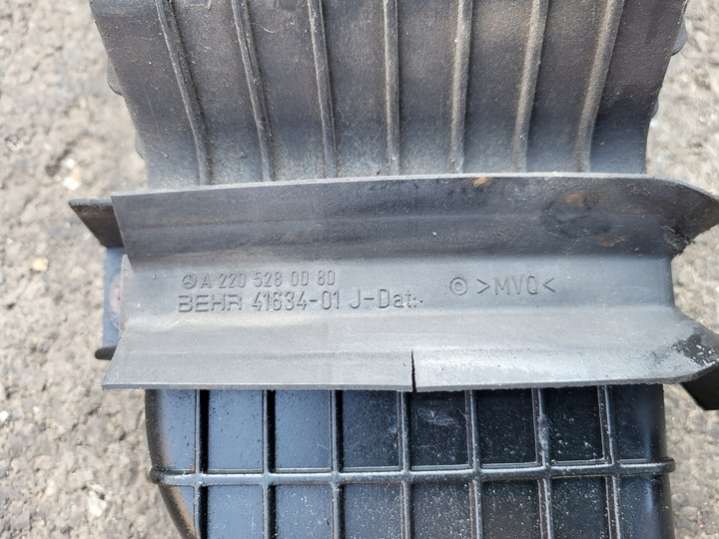 A 220 528 00 80
BEHR 41634-01 J-Dat.:
© >MVQ<